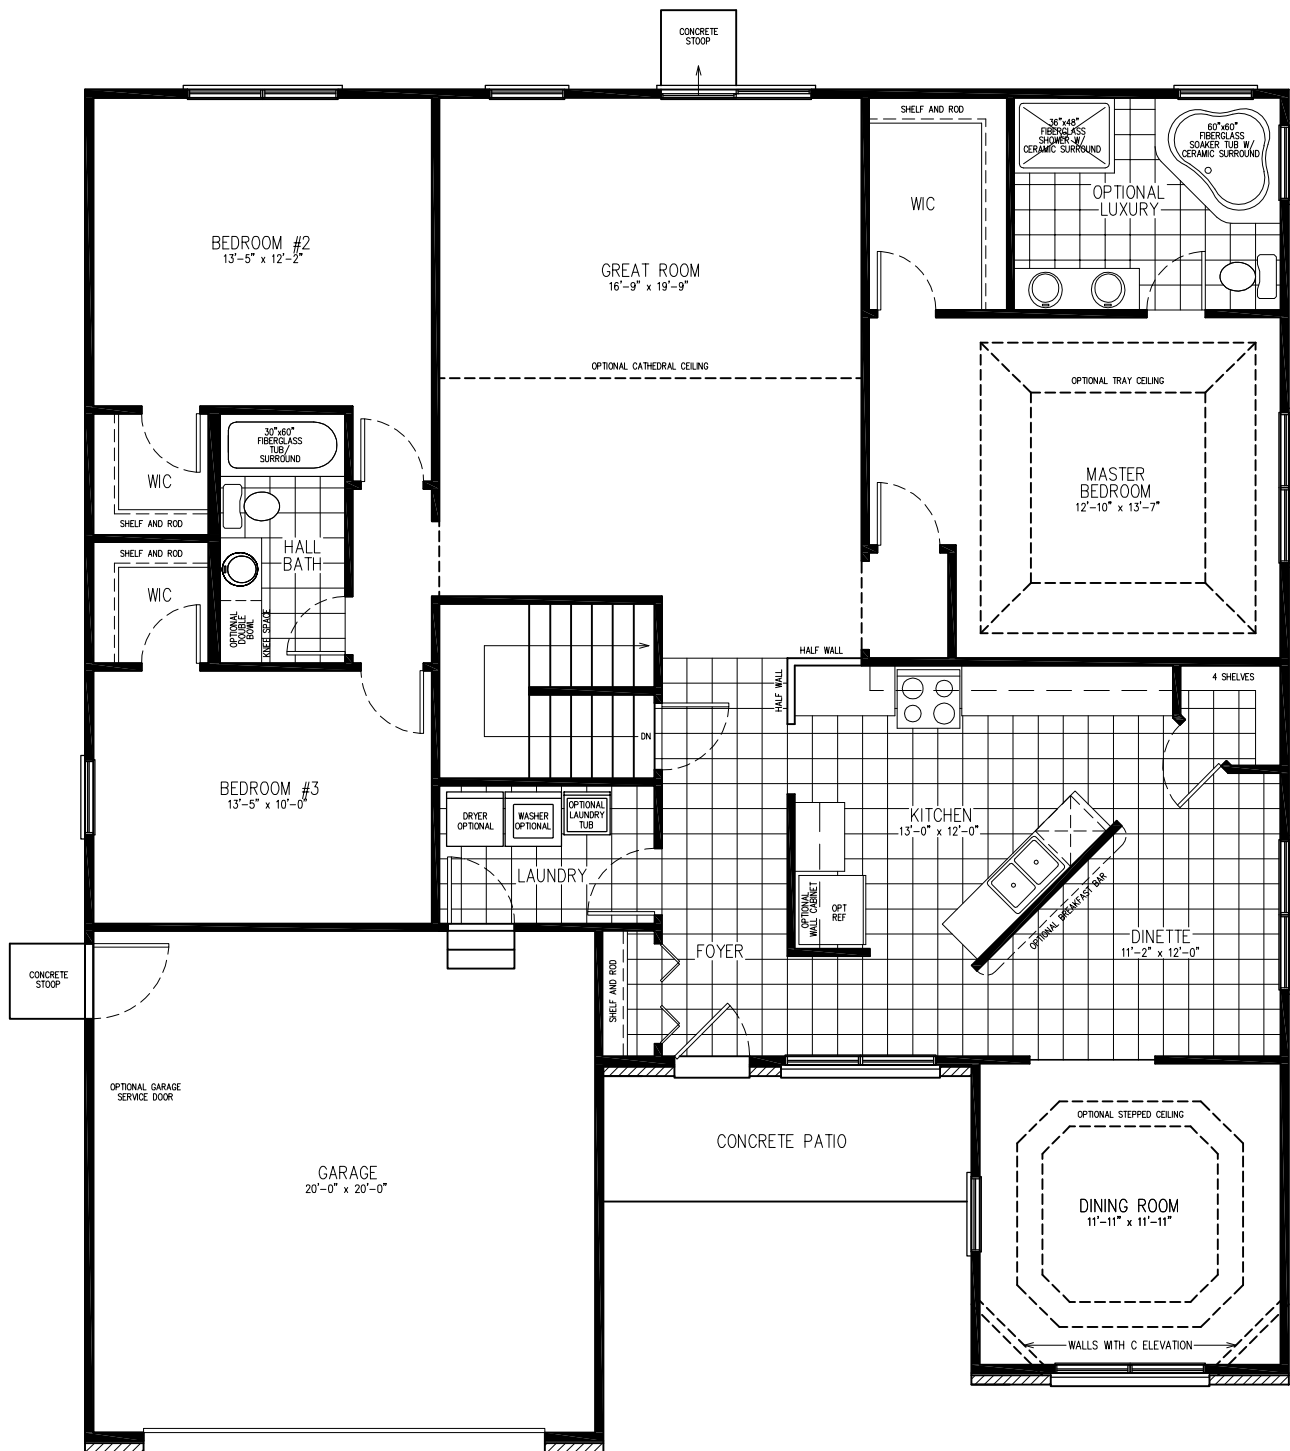 CONCRETE
STOOP
SHELF AND ROD
36"x48"
FIBERGLASS
SHOWER W/
CERAMIC SURROUND
60"x60"
FIBERGLASS
SOAKER TUB W/
CERAMIC SURROUND
OPTIONAL
LUXURY
WIC
BEDROOM #2
13'-5" x 12'-2"
GREAT ROOM
16'-9" x 19'-9"
OPTIONAL CATHEDRAL CEILING
OPTIONAL TRAY CEILING
MASTER
BEDROOM
12'-10" x 13'-7"
30"x60"
FIBERGLASS
TUB/
SURROUND
WIC
SHELF AND ROD
HALL
BATH
SHELF AND ROD
WIC
OPTIONAL
DOUBLE
BOWL
KNEE SPACE
HALF WALL
HALF WALL
4 SHELVES
DN
BEDROOM #3
13'-5" x 10'-0"
DRYER
OPTIONAL
WASHER
OPTIONAL
OPTIONAL
LAUNDRY
TUB
LAUNDRY
KITCHEN
13'-0" x 12'-0"
OPTIONAL
WALL CABINET
OPT
REF
OPTIONAL BREAKFAST BAR
DINETTE
11'-2" x 12'-0"
FOYER
SHELF AND ROD
CONCRETE
STOOP
OPTIONAL GARAGE
SERVICE DOOR
GARAGE
20'-0" x 20'-0"
CONCRETE PATIO
OPTIONAL STEPPED CEILING
DINING ROOM
11'-11" x 11'-11"
WALLS WITH C ELEVATION